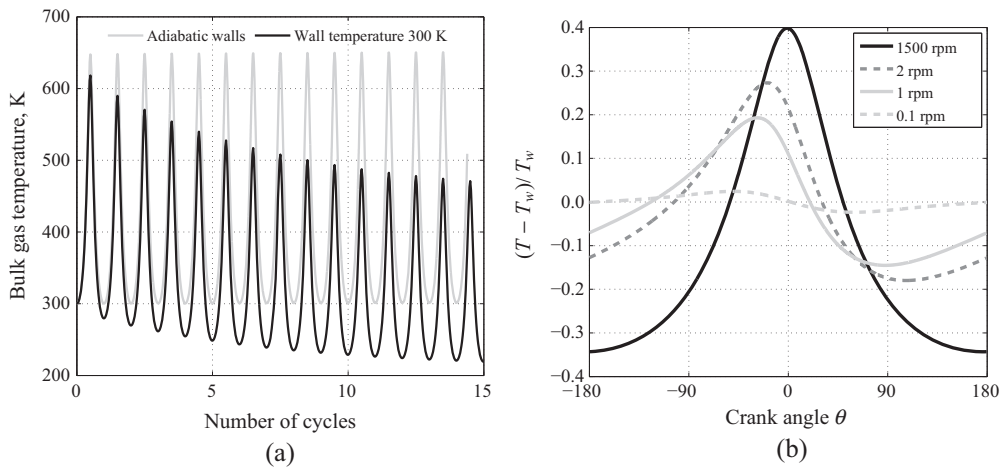 700
600
500
400
300
200
Adiabatic walls
Wall temperature 300 K
Bulk gas temperature, K
0
5
10
15
Number of cycles
(a)
0.4
0.3
0.2
0.1
0.0
−0.1
−0.2
−0.3
−0.4
1500 rpm
2 rpm
1 rpm
0.1 rpm
(T − T_w)/ T_w
−180
−90
0
90
180
Crank angle θ
(b)